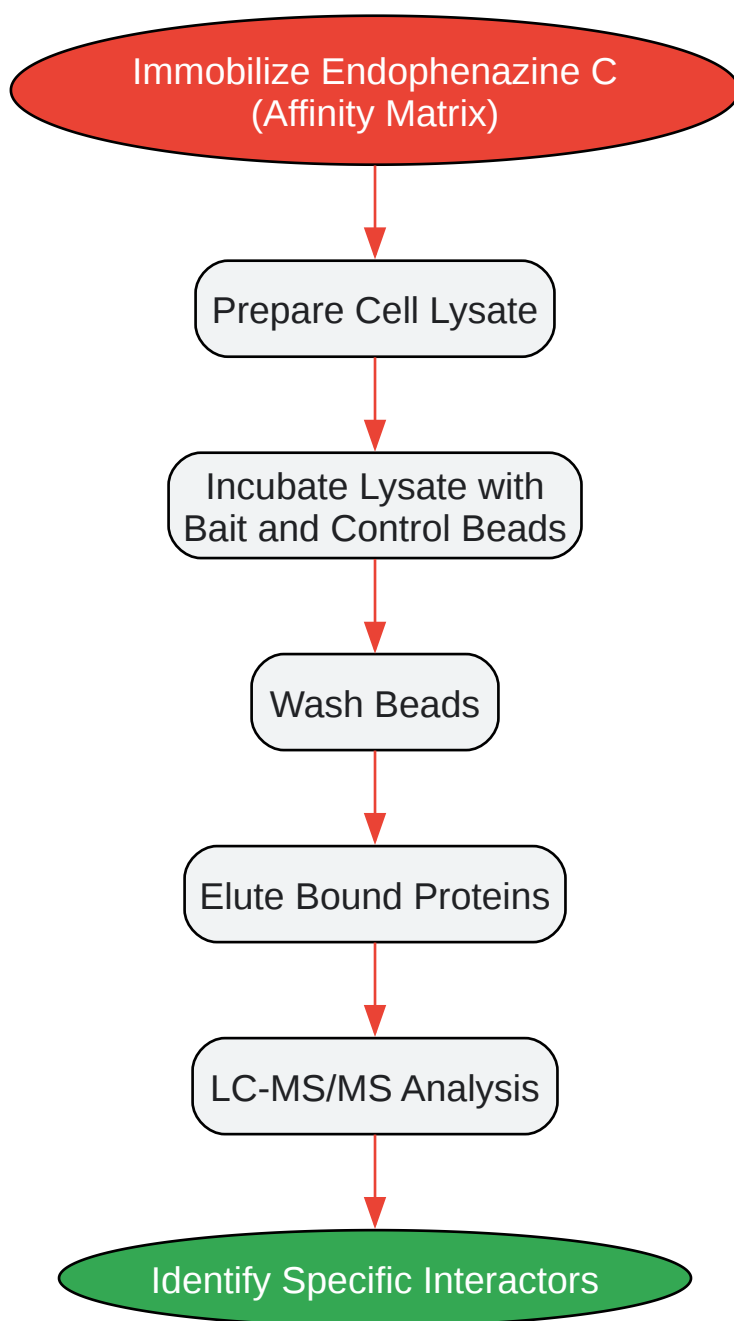 Immobilize Endophenazine C
(Affinity Matrix)
Prepare Cell Lysate
Incubate Lysate with
Bait and Control Beads
Wash Beads
Elute Bound Proteins
LC-MS/MS Analysis
Identify Specific Interactors